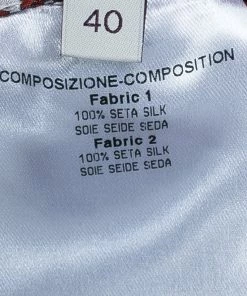 40
COMPOSIZIONE-COMPOSITION
Fabric 1
100% SETA SILK
SOIE SEIDE SEDA
Fabric 2
100% SETA SILK
SOIE SEIDE SEDA